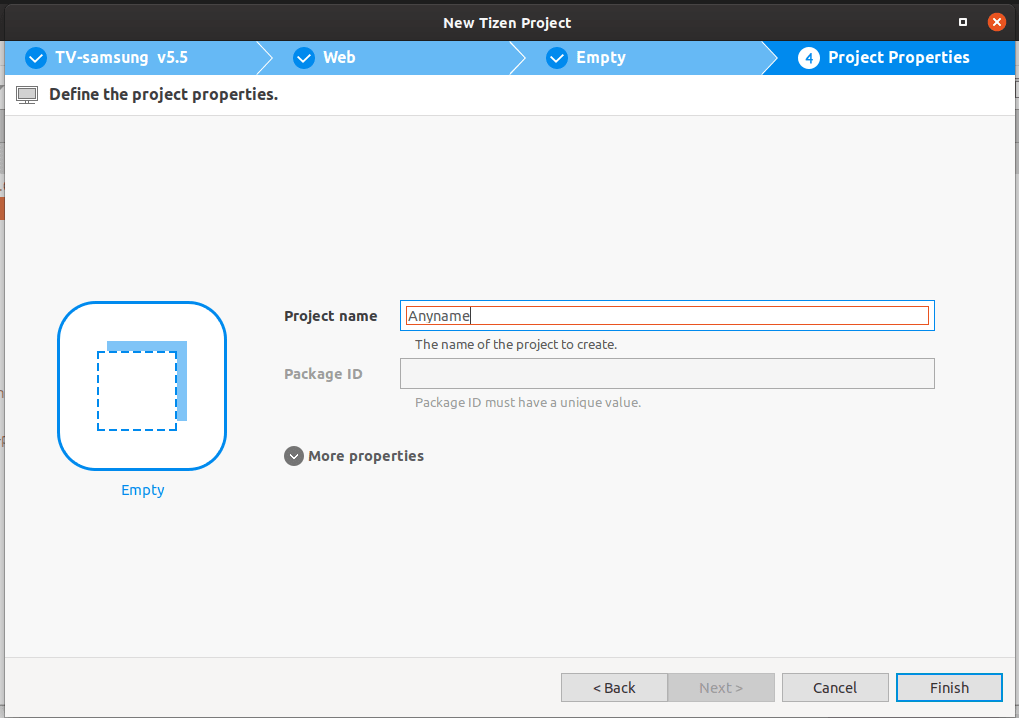 New Tizen Project
TV-samsung v5.5
Web
Empty
4 Project Properties
Define the project properties.
Project name
Anyname
The name of the project to create.
Package ID
Package ID must have a unique value.
More properties
Empty
< Back
Next >
Cancel
Finish